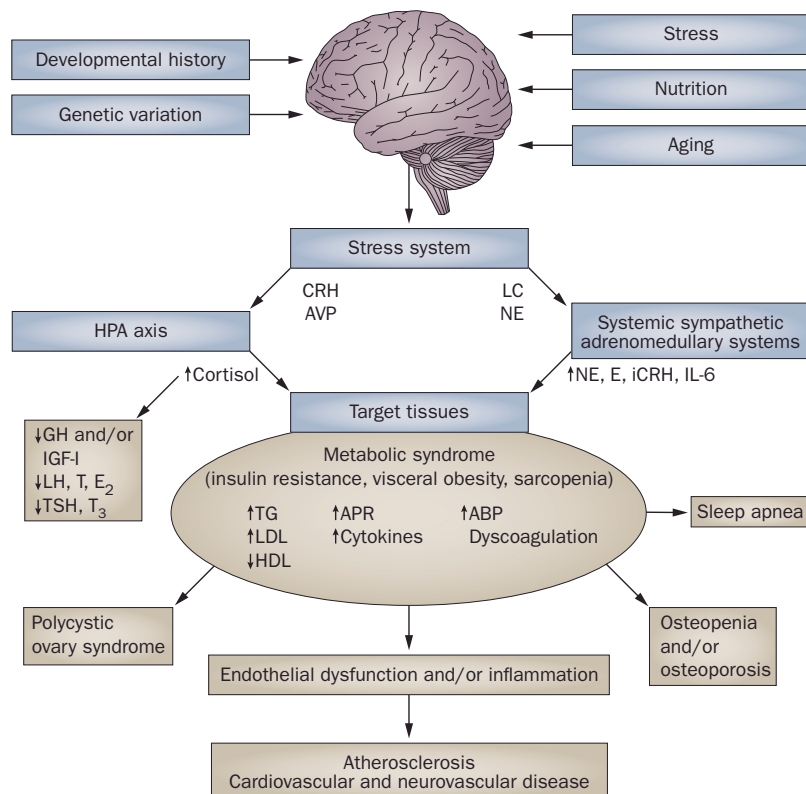 Developmental history
Genetic variation
Stress
Nutrition
Aging
Stress system
CRH
AVP
LC
NE
HPA axis
Systemic sympathetic
adrenomedullary systems
↑Cortisol
↑NE, E, iCRH, IL-6
Target tissues
↓GH and/or
IGF-I
↓LH, T, E₂
↓TSH, T₃
Metabolic syndrome
(insulin resistance, visceral obesity, sarcopenia)
↑TG
↑LDL
↓HDL
↑APR
↑Cytokines
↑ABP
Dyscoagulation
Sleep apnea
Polycystic
ovary syndrome
Osteopenia
and/or
osteoporosis
Endothelial dysfunction and/or inflammation
Atherosclerosis
Cardiovascular and neurovascular disease